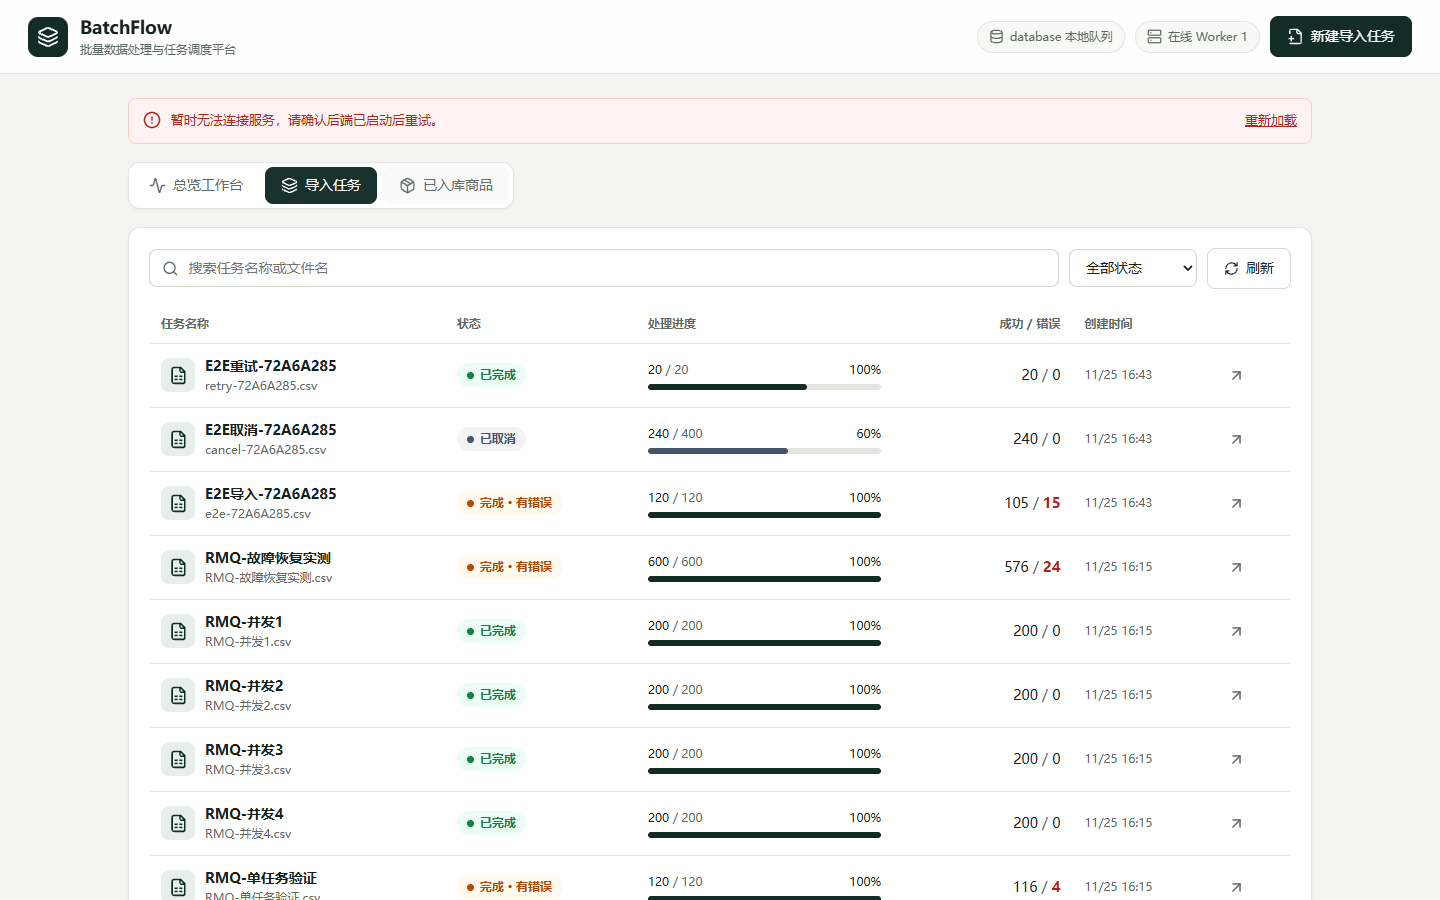 BatchFlow
批量数据处理与任务调度平台
database 本地队列
在线 Worker 1
新建导入任务
暂时无法连接服务，请确认后端已启动后重试。
重新加载
总览工作台
导入任务
已入库商品
搜索任务名称或文件名
全部状态
刷新
任务名称 状态 处理进度 成功 / 错误 创建时间
E2E重试-72A6A285
retry-72A6A285.csv
已完成
20 / 20 100%
20 / 0
11/25 16:43
E2E取消-72A6A285
cancel-72A6A285.csv
已取消
240 / 400 60%
240 / 0
11/25 16:43
E2E导入-72A6A285
e2e-72A6A285.csv
完成・有错误
120 / 120 100%
105 / 15
11/25 16:43
RMQ-故障恢复实测
RMQ-故障恢复实测.csv
完成・有错误
600 / 600 100%
576 / 24
11/25 16:15
RMQ-并发1
RMQ-并发1.csv
已完成
200 / 200 100%
200 / 0
11/25 16:15
RMQ-并发2
RMQ-并发2.csv
已完成
200 / 200 100%
200 / 0
11/25 16:15
RMQ-并发3
RMQ-并发3.csv
已完成
200 / 200 100%
200 / 0
11/25 16:15
RMQ-并发4
RMQ-并发4.csv
已完成
200 / 200 100%
200 / 0
11/25 16:15
RMQ-单任务验证
RMQ-单任务验证.csv
完成・有错误
120 / 120 100%
116 / 4
11/25 16:15